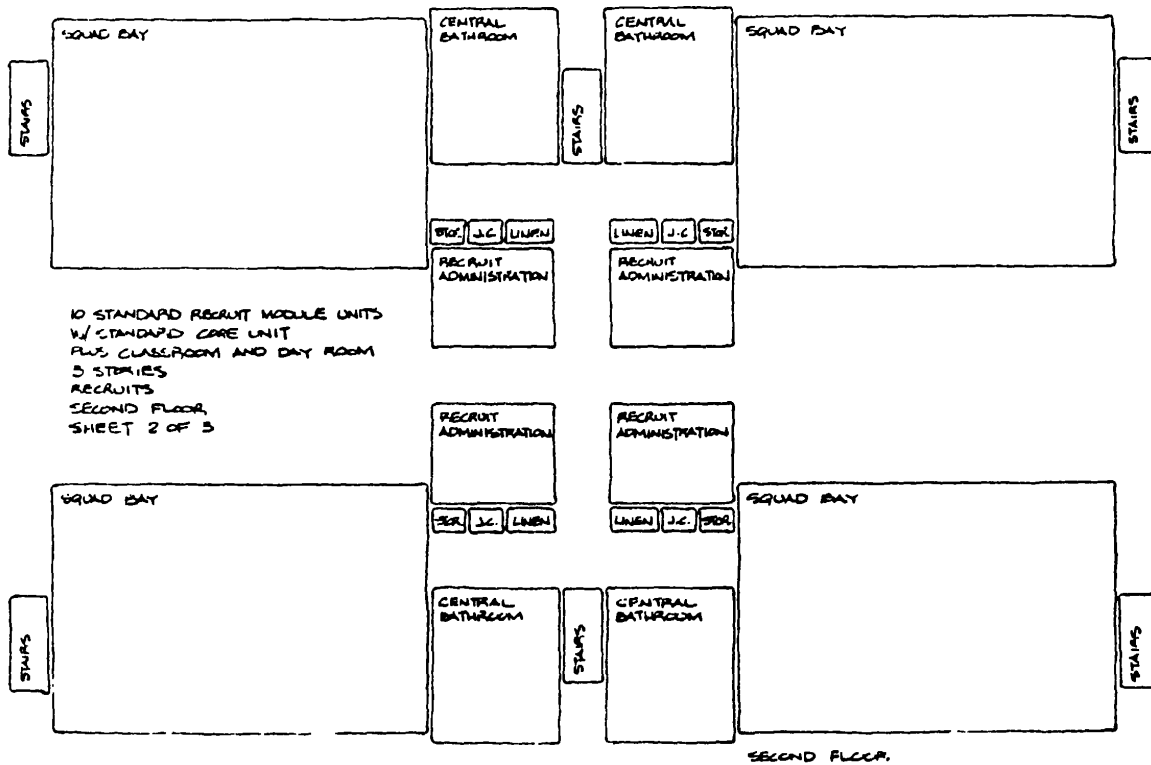 SQUAD BAY
CENTRAL
BATHROOM
CENTRAL
BATHROOM
SQUAD BAY
STAIRS
STAIRS
STAIRS
STOR. J.C. LINEN
LINEN J.C STOR
RECRUIT
ADMINISTRATION
RECRUIT
ADMINISTRATION
10 STANDARD RECRUIT MODULE UNITS
W/ STANDARD CORE UNIT
PLUS CLASSROOM AND DAY ROOM
3 STORIES
RECRUITS
SECOND FLOOR
SHEET 2 OF 3
RECRUIT
ADMINISTRATION
RECRUIT
ADMINISTRATION
SQUAD BAY
SQUAD BAY
STOR J.C. LINEN
LINEN J.C. STOR
CENTRAL
BATHROOM
CENTRAL
BATHROOM
STAIRS
STAIRS
STAIRS
SECOND FLOOR.